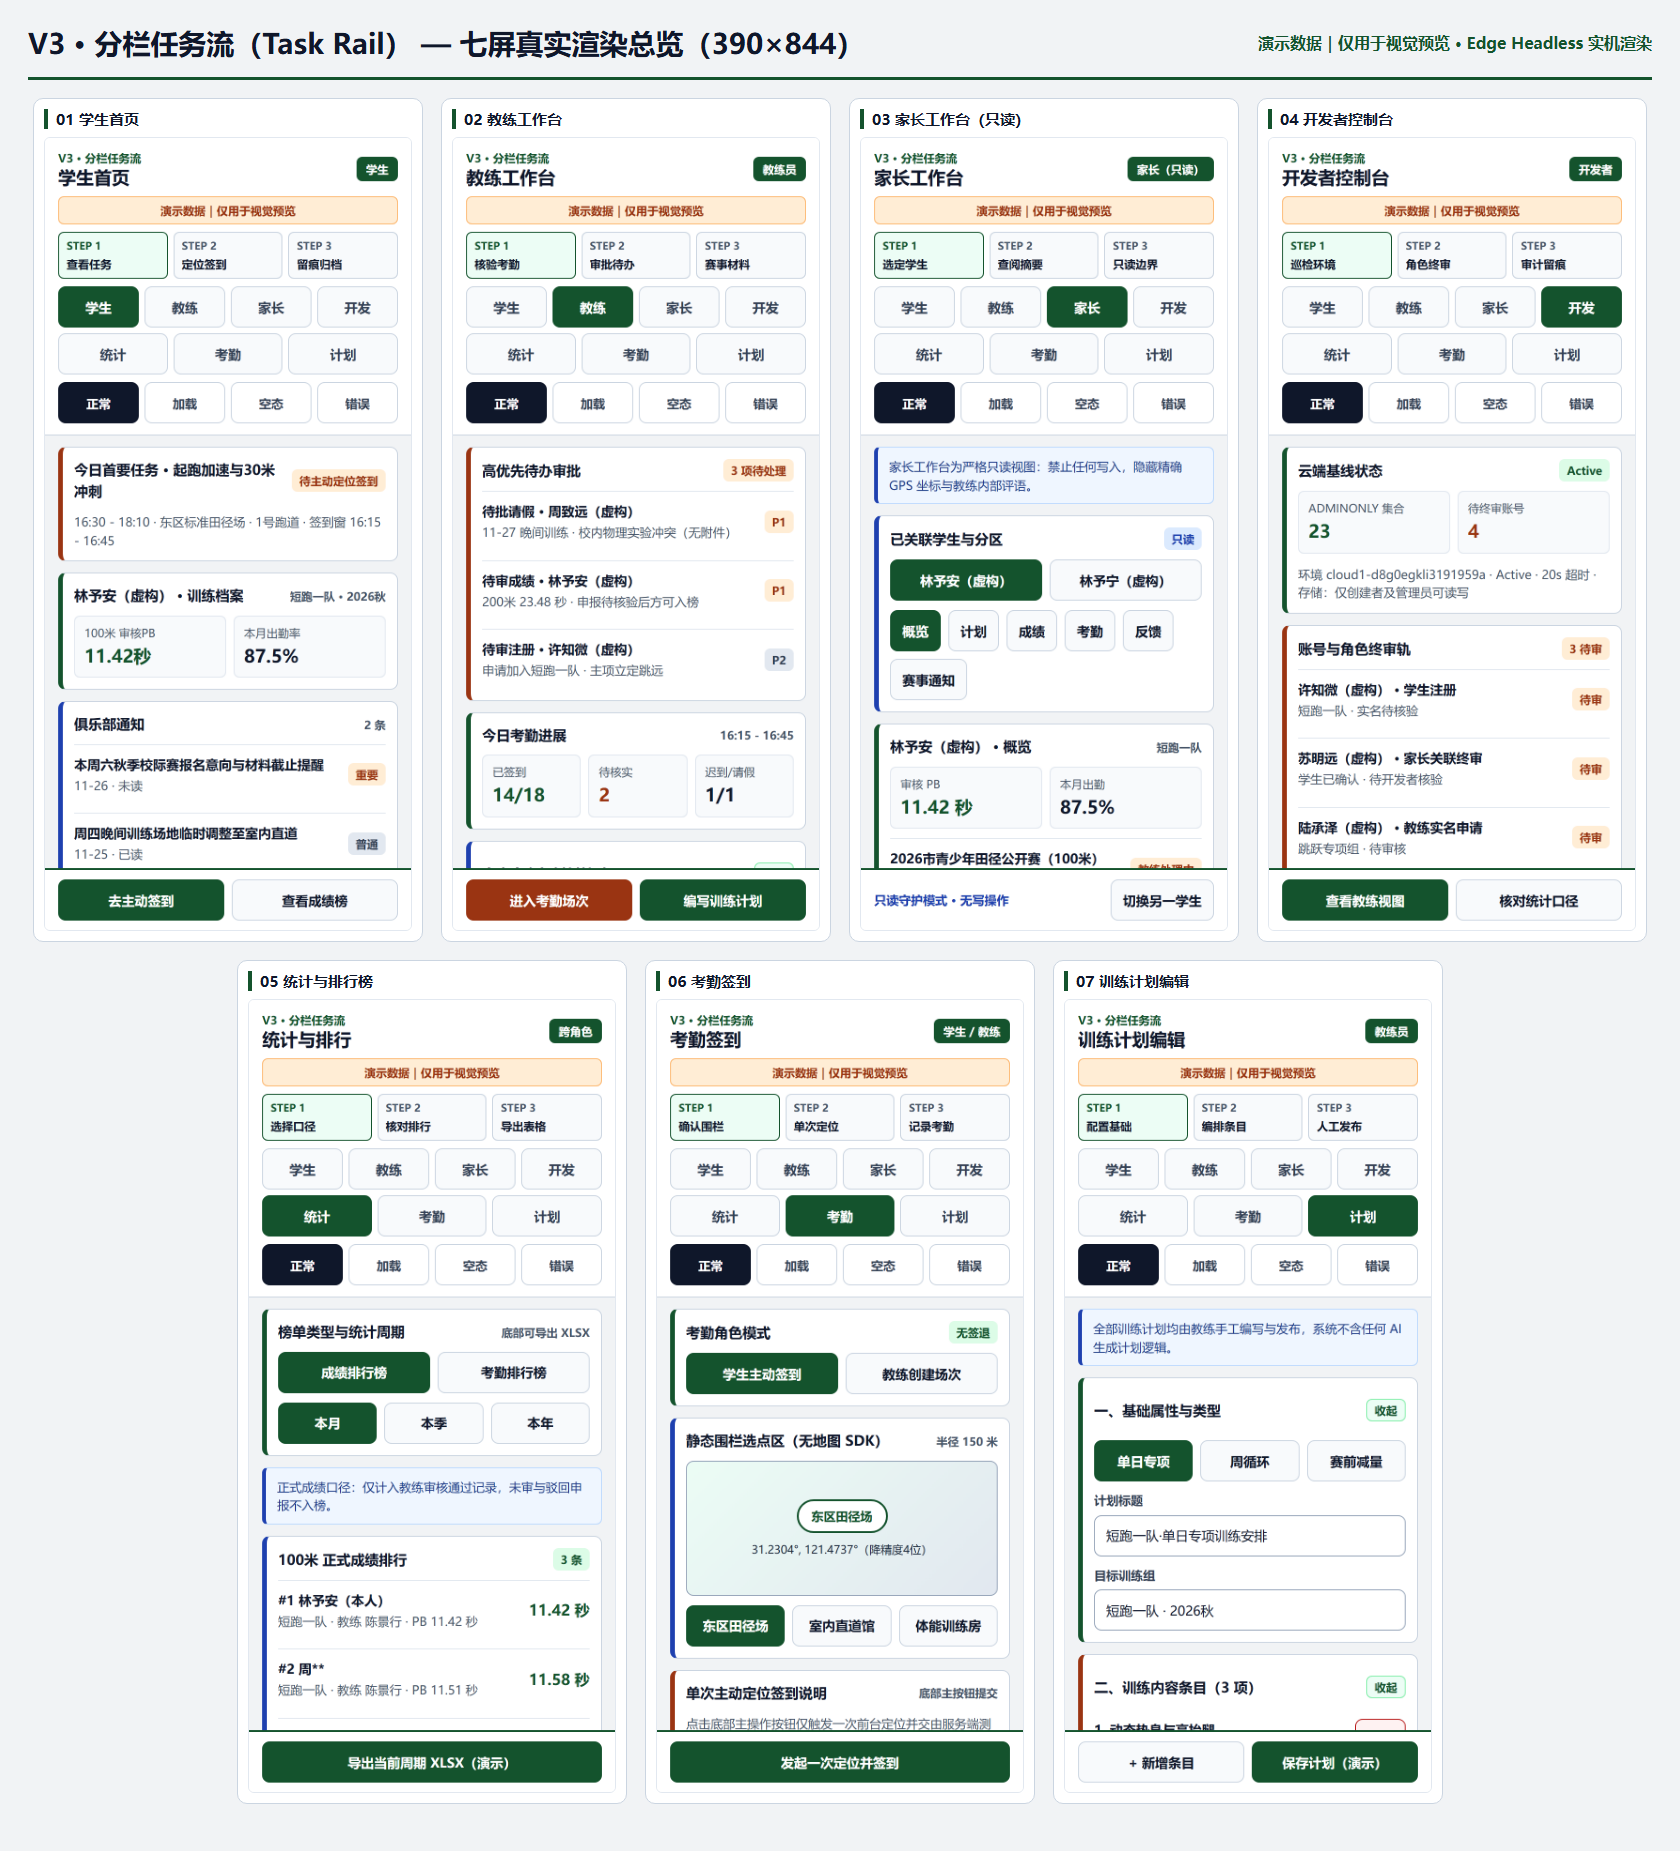 V3 • 分栏任务流（Task Rail） — 七屏真实渲染总览（390×844）
演示数据 | 仅用于视觉预览 • Edge Headless 实机渲染
01 学生首页
V3 • 分栏任务流
学生首页
学生
演示数据 | 仅用于视觉预览
STEP 1
查看任务
STEP 2
定位签到
STEP 3
留痕归档
学生
教练
家长
开发
统计
考勤
计划
正常
加载
空态
错误
今日首要任务 • 起跑加速与30米
冲刺
待主动定位签到
16:30 - 18:10 · 东区标准田径场 · 1号跑道 · 签到窗 16:15
- 16:45
林予安（虚构） • 训练档案
短跑一队 • 2026秋
100米 审核PB
11.42秒
本月出勤率
87.5%
俱乐部通知
2 条
本周六秋季校际赛报名意向与材料截止提醒
11-26 · 未读
重要
周四晚间训练场地临时调整至室内直道
11-25 · 已读
普通
去主动签到
查看成绩榜
02 教练工作台
V3 • 分栏任务流
教练工作台
教练员
演示数据 | 仅用于视觉预览
STEP 1
核验考勤
STEP 2
审批待办
STEP 3
赛事材料
学生
教练
家长
开发
统计
考勤
计划
正常
加载
空态
错误
高优先待办审批
3 项待处理
待批请假 · 周致远（虚构）
11-27 晚间训练 · 校内物理实验冲突（无附件）
P1
待审成绩 · 林予安（虚构）
200米 23.48 秒 · 申报待核验后方可入榜
P1
待审注册 · 许知微（虚构）
申请加入短跑一队 · 主项立定跳远
P2
今日考勤进展
16:15 - 16:45
已签到
14/18
待核实
2
迟到/请假
1/1
进入考勤场次
编写训练计划
03 家长工作台（只读）
V3 • 分栏任务流
家长工作台
家长（只读）
演示数据 | 仅用于视觉预览
STEP 1
选定学生
STEP 2
查阅摘要
STEP 3
只读边界
学生
教练
家长
开发
统计
考勤
计划
正常
加载
空态
错误
家长工作台为严格只读视图：禁止任何写入，隐藏精确
GPS 坐标与教练内部评语。
已关联学生与分区
只读
林予安（虚构）
林予宁（虚构）
概览
计划
成绩
考勤
反馈
赛事通知
林予安（虚构） • 概览
短跑一队
审核 PB
11.42 秒
本月出勤
87.5%
2026市青少年田径公开赛（100米）
只读守护模式 • 无写操作
切换另一学生
04 开发者控制台
V3 • 分栏任务流
开发者控制台
开发者
演示数据 | 仅用于视觉预览
STEP 1
巡检环境
STEP 2
角色终审
STEP 3
审计留痕
学生
教练
家长
开发
统计
考勤
计划
正常
加载
空态
错误
云端基线状态
Active
ADMINONLY 集合
23
待终审账号
4
环境 cloud1-d8g0egkli3191959a · Active · 20s 超时 ·
存储：仅创建者及管理员可读写
账号与角色终审轨
3 待审
许知微（虚构） • 学生注册
短跑一队 · 实名待核验
待审
苏明远（虚构） • 家长关联终审
学生已确认 · 待开发者核验
待审
陆承泽（虚构） • 教练实名申请
跳跃专项组 · 待审核
待审
查看教练视图
核对统计口径
05 统计与排行榜
V3 • 分栏任务流
统计与排行
跨角色
演示数据 | 仅用于视觉预览
STEP 1
选择口径
STEP 2
核对排行
STEP 3
导出表格
学生
教练
家长
开发
统计
考勤
计划
正常
加载
空态
错误
榜单类型与统计周期
底部可导出 XLSX
成绩排行榜
考勤排行榜
本月
本季
本年
正式成绩口径：仅计入教练审核通过记录，未审与驳回申
报不入榜。
100米 正式成绩排行
3 条
#1 林予安（本人）
短跑一队 · 教练 陈景行 · PB 11.42 秒
11.42 秒
#2 周**
短跑一队 · 教练 陈景行 · PB 11.51 秒
11.58 秒
导出当前周期 XLSX（演示）
06 考勤签到
V3 • 分栏任务流
考勤签到
学生 / 教练
演示数据 | 仅用于视觉预览
STEP 1
确认围栏
STEP 2
单次定位
STEP 3
记录考勤
学生
教练
家长
开发
统计
考勤
计划
正常
加载
空态
错误
考勤角色模式
无签退
学生主动签到
教练创建场次
静态围栏选点区（无地图 SDK）
半径 150 米
东区田径场
31.2304°, 121.4737°（降精度4位）
东区田径场
室内直道馆
体能训练房
单次主动定位签到说明
底部主按钮提交
点击底部主操作按钮仅触发一次前台定位并交由服务端测
发起一次定位并签到
07 训练计划编辑
V3 • 分栏任务流
训练计划编辑
教练员
演示数据 | 仅用于视觉预览
STEP 1
配置基础
STEP 2
编排条目
STEP 3
人工发布
学生
教练
家长
开发
统计
考勤
计划
正常
加载
空态
错误
全部训练计划均由教练手工编写与发布，系统不含任何 AI
生成计划逻辑。
一、基础属性与类型
收起
单日专项
周循环
赛前减量
计划标题
短跑一队·单日专项训练安排
目标训练组
短跑一队 · 2026秋
二、训练内容条目（3 项）
收起
+ 新增条目
保存计划（演示）